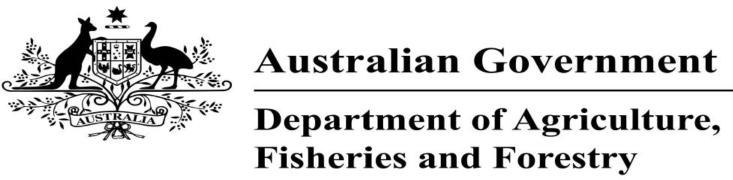 AUSTRALIA
Australian Government
Department of Agriculture,
Fisheries and Forestry